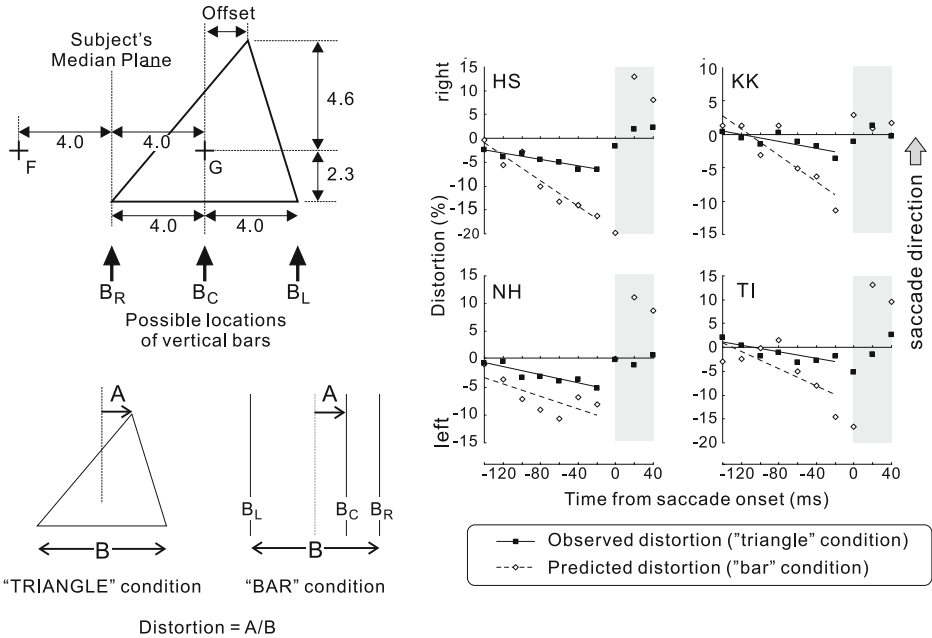 Subject's
Median Plane
Offset
4.0
4.0
F
G
4.6
2.3
4.0
4.0
B_R
B_C
B_L
Possible locations
of vertical bars
A
A
B_L
B_C
B_R
B
B
"TRIANGLE" condition
"BAR" condition
Distortion = A/B
right
Distortion (%)
left
HS
15
10
5
0
-5
-10
-15
-20
KK
15
10
5
0
-5
-10
-15
NH
15
10
5
0
-5
-10
-15
TI
15
10
5
0
-5
-10
-15
-20
-120 -80 -40 0 40
-120 -80 -40 0 40
Time from saccade onset (ms)
saccade direction
Observed distortion ("triangle" condition)
Predicted distortion ("bar" condition)